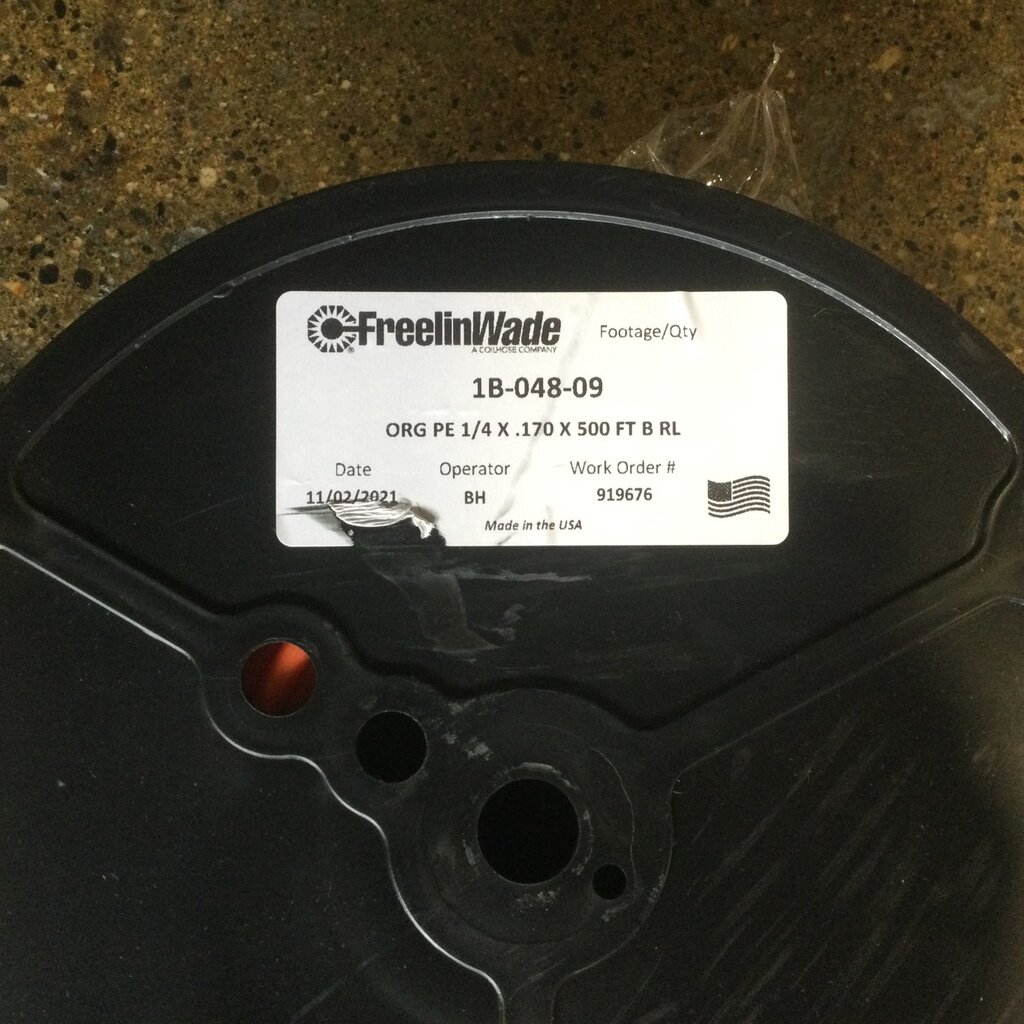 FreelinWade
A COILHOSE COMPANY
Footage/Qty
1B-048-09
ORG PE 1/4 X .170 X 500 FT B RL
Date Operator Work Order #
11/02/2021 BH 919676
Made in the USA